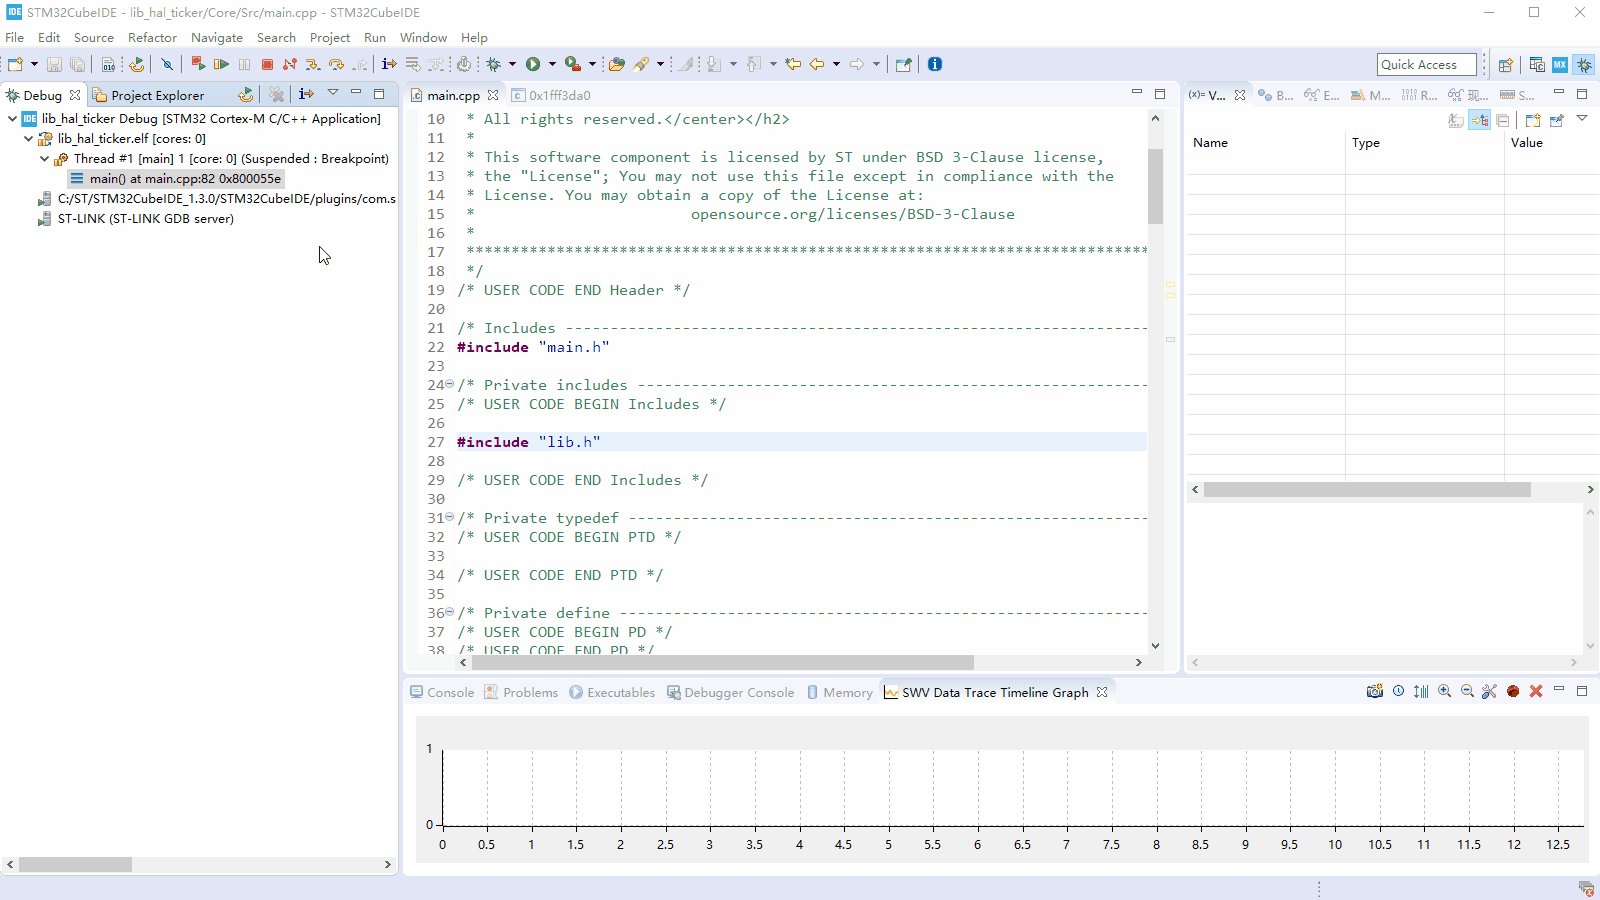 STM32CubeIDE - lib_hal_ticker/Core/Src/main.cpp - STM32CubeIDE
File Edit Source Refactor Navigate Search Project Run Window Help
Quick Access
Debug
Project Explorer
lib_hal_ticker Debug [STM32 Cortex-M C/C++ Application]
lib_hal_ticker.elf [cores: 0]
Thread #1 [main] 1 [core: 0] (Suspended : Breakpoint)
main() at main.cpp:82 0x800055e
C:/ST/STM32CubeIDE_1.3.0/STM32CubeIDE/plugins/com.s
ST-LINK (ST-LINK GDB server)
main.cpp
0x1fff3da0
10 * All rights reserved.</center></h2>
11 *
12 * This software component is licensed by ST under BSD 3-Clause license,
13 * the "License"; You may not use this file except in compliance with the
14 * License. You may obtain a copy of the License at:
15 * opensource.org/licenses/BSD-3-Clause
16 *
17 ******************************************************************************
18 */
19 /* USER CODE END Header */
20
21 /* Includes ------------------------------------------------------------------
22 #include "main.h"
23
24 /* Private includes ----------------------------------------------------------
25 /* USER CODE BEGIN Includes */
26
27 #include "lib.h"
28
29 /* USER CODE END Includes */
30
31 /* Private typedef -----------------------------------------------------------
32 /* USER CODE BEGIN PTD */
33
34 /* USER CODE END PTD */
35
36 /* Private define ------------------------------------------------------------
37 /* USER CODE BEGIN PD */
38 /* USER CODE END PD */
(x)= V... B... E... M... R... 现... S...
Name Type Value
Console Problems Executables Debugger Console Memory SWV Data Trace Timeline Graph
1
0
0 0.5 1 1.5 2 2.5 3 3.5 4 4.5 5 5.5 6 6.5 7 7.5 8 8.5 9 9.5 10 10.5 11 11.5 12 12.5